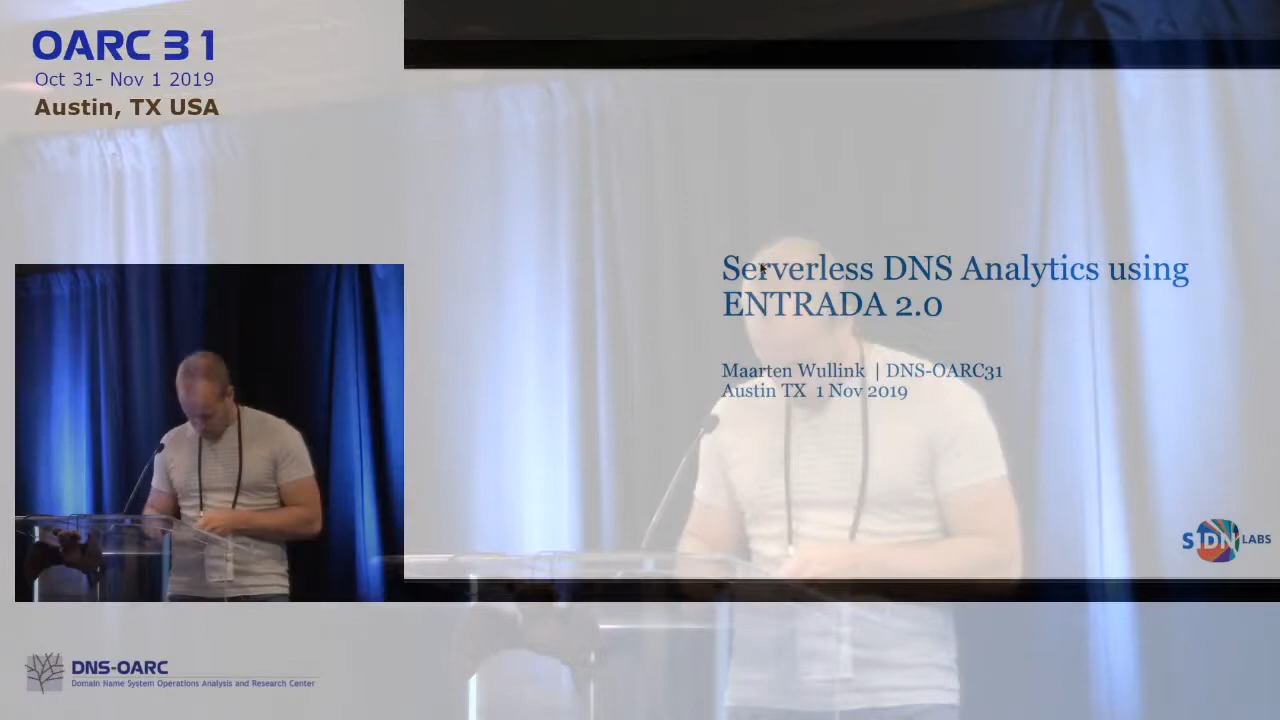 OARC 31
Oct 31- Nov 1 2019
Austin, TX USA
Serverless DNS Analytics using
ENTRADA 2.0
Maarten Wullink | DNS-OARC31
Austin TX 1 Nov 2019
SIDN LABS
DNS-OARC
Domain Name System Operations Analysis and Research Center